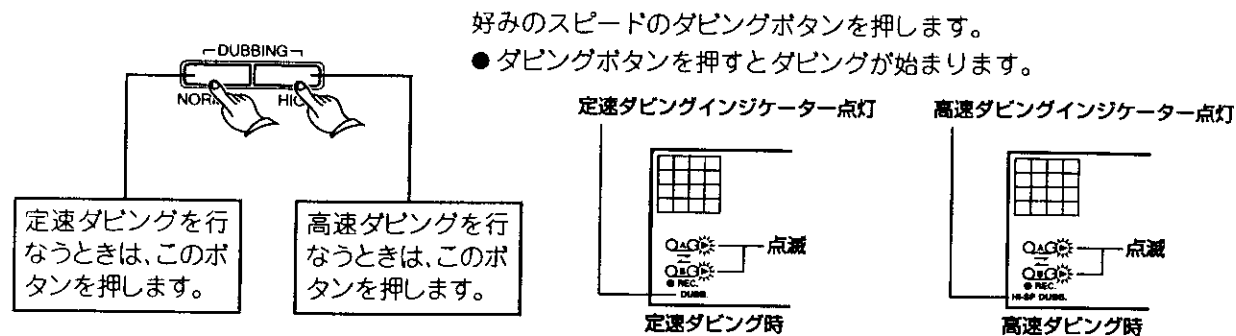 好みのスピードのダビングボタンを押します。
● ダビングボタンを押すとダビングが始まります。
DUBBING
NOR
HIG
定速ダビングを行
なうときは、このボ
タンを押します。
高速ダビングを行
なうときは、このボ
タンを押します。
定速ダビングインジケーター点灯
A
点滅
B
● REC.
DUBB.
定速ダビング時
高速ダビングインジケーター点灯
A
点滅
B
● REC.
HI-SP DUBB.
高速ダビング時